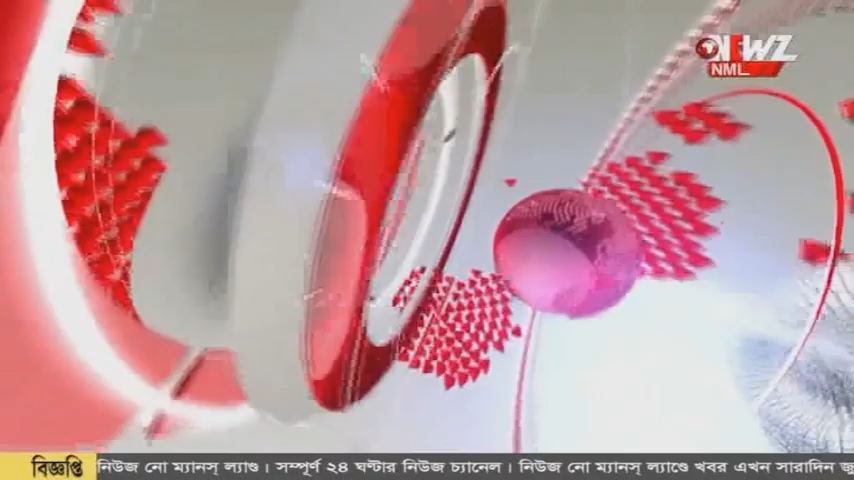 NEWZ
NML
বিজ্ঞপ্তি নিউজ নো ম্যানস্ ল্যাণ্ড। সম্পূর্ণ ২৪ ঘণ্টার নিউজ চ্যানেল। নিউজ নো ম্যানস্ ল্যাণ্ডে খবর এখন সারাদিন